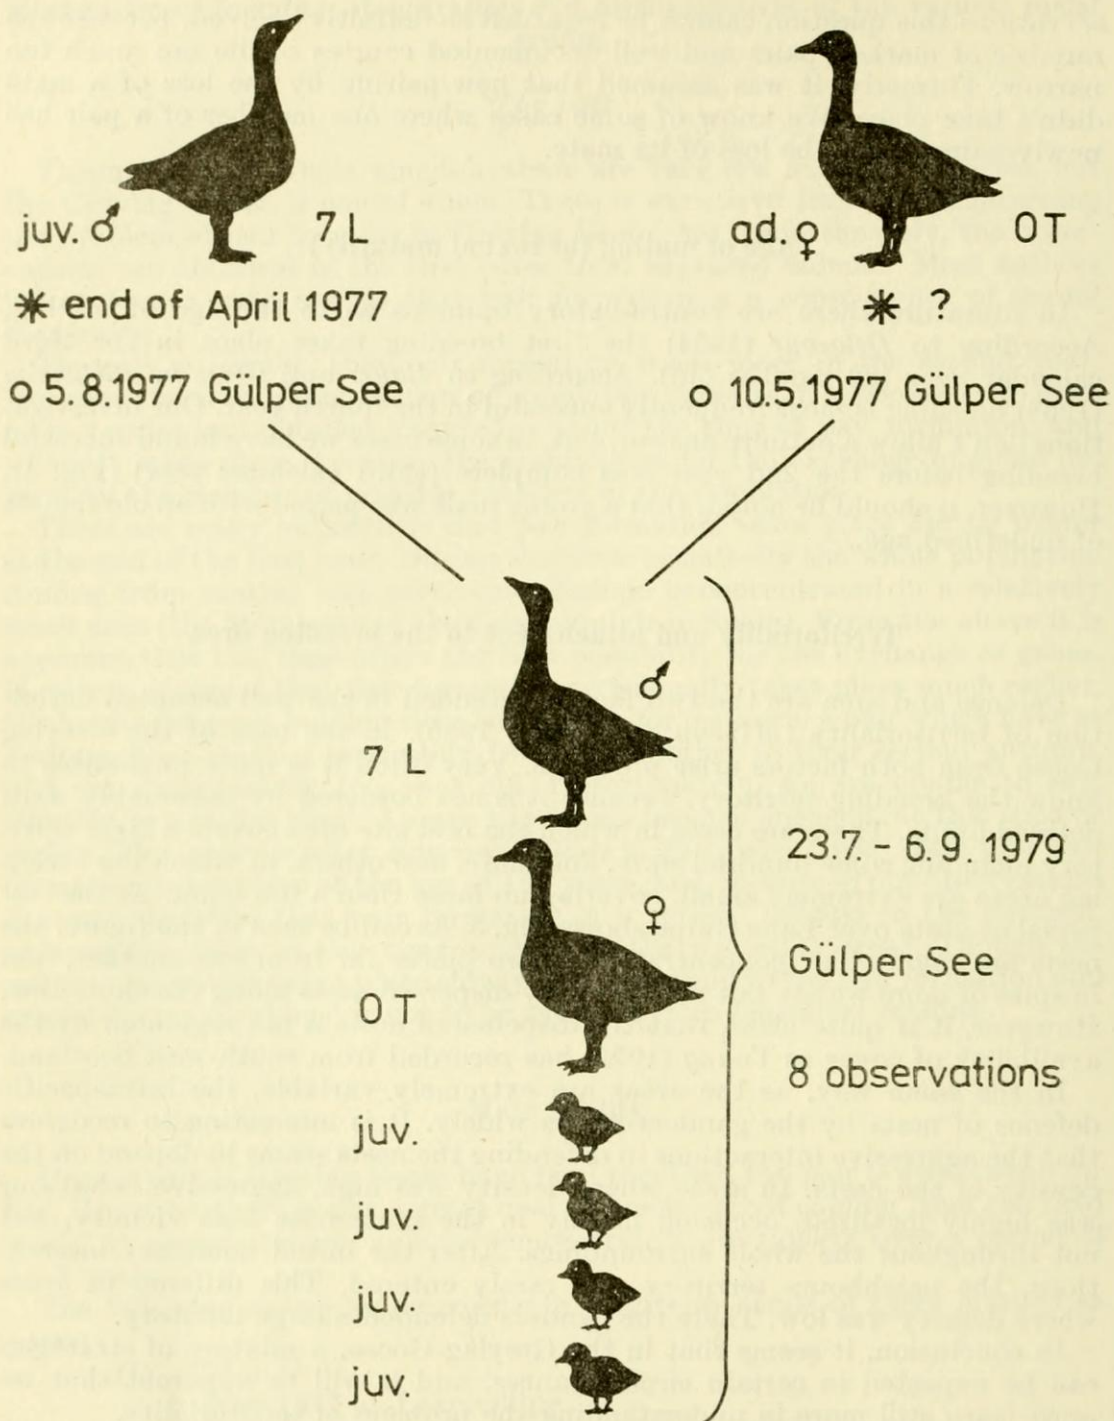 juv. ♂ 7 L
ad. ♀ 0 T
✳ end of April 1977
✳ ?
o 5.8.1977 Gülper See
o 10.5.1977 Gülper See
♂
7 L
23.7. - 6.9. 1979
♀
Gülper See
0 T
8 observations
juv.
juv.
juv.
juv.